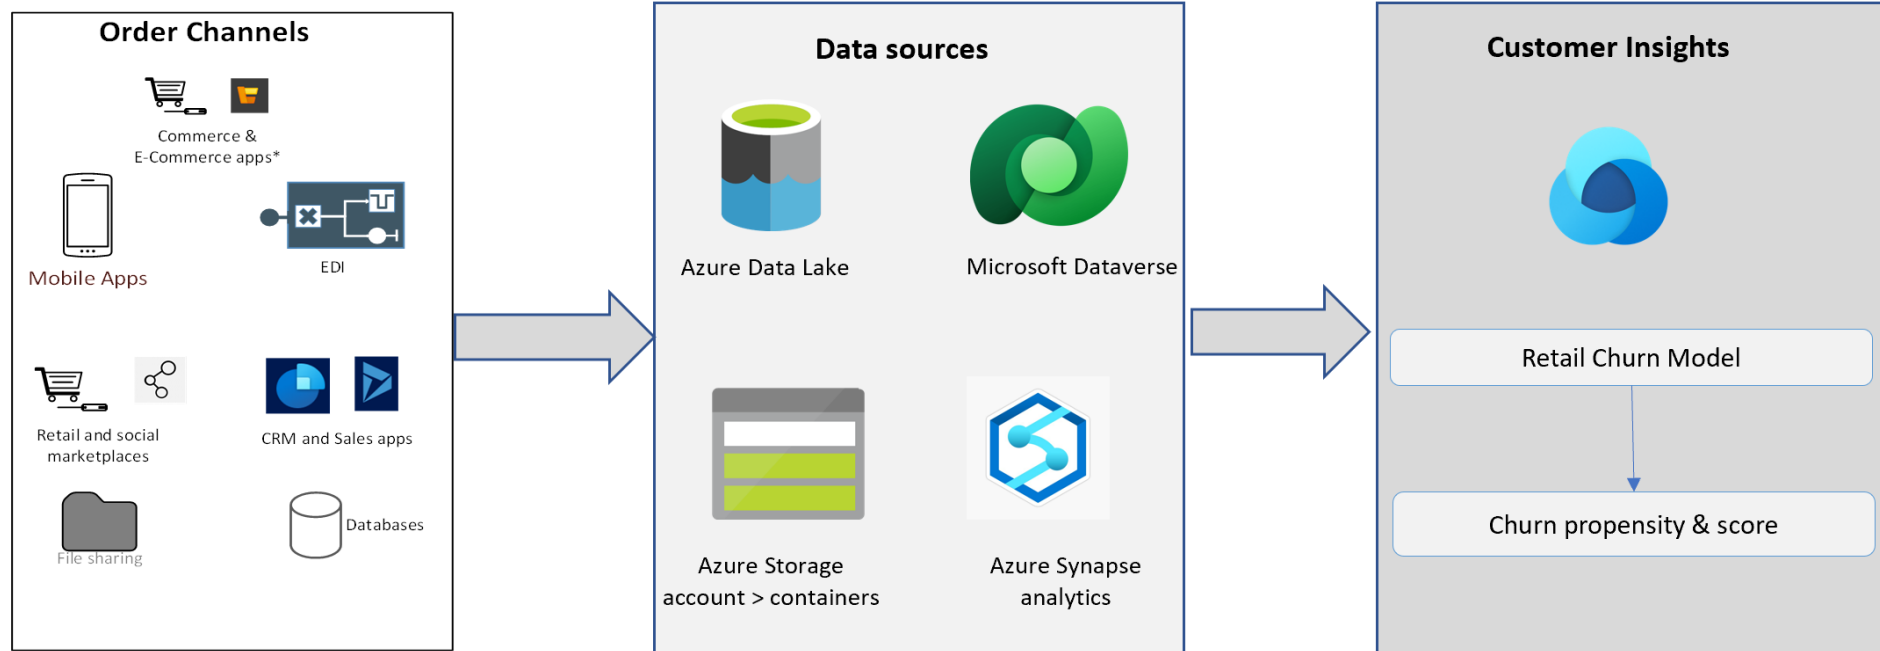 Order Channels
Commerce &
E-Commerce apps*
Mobile Apps
EDI
Retail and social
marketplaces
CRM and Sales apps
File sharing
Databases
Data sources
Azure Data Lake
Microsoft Dataverse
Azure Storage
account > containers
Azure Synapse
analytics
Customer Insights
Retail Churn Model
Churn propensity & score